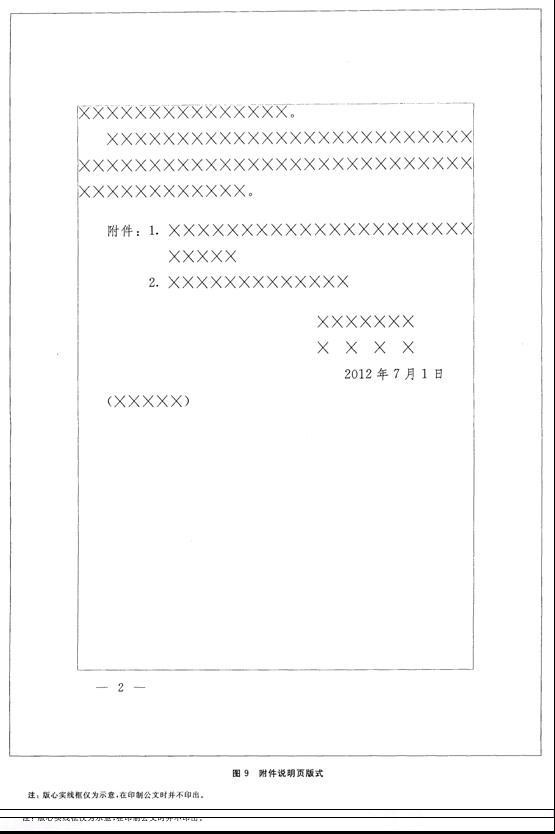 ×××××××××××××××。
××××××××××××××××××××××××××
××××××××××××××××××××××××××××
××××××××××××。
附件：1. ×××××××××××××××××××××
×××××
2. ×××××××××××××
×××××××
× × × ×
2012 年 7 月 1 日
(×××××)
— 2 —
图 9 附件说明页版式
注：版心实线框仅为示意，在印制公文时并不印出。